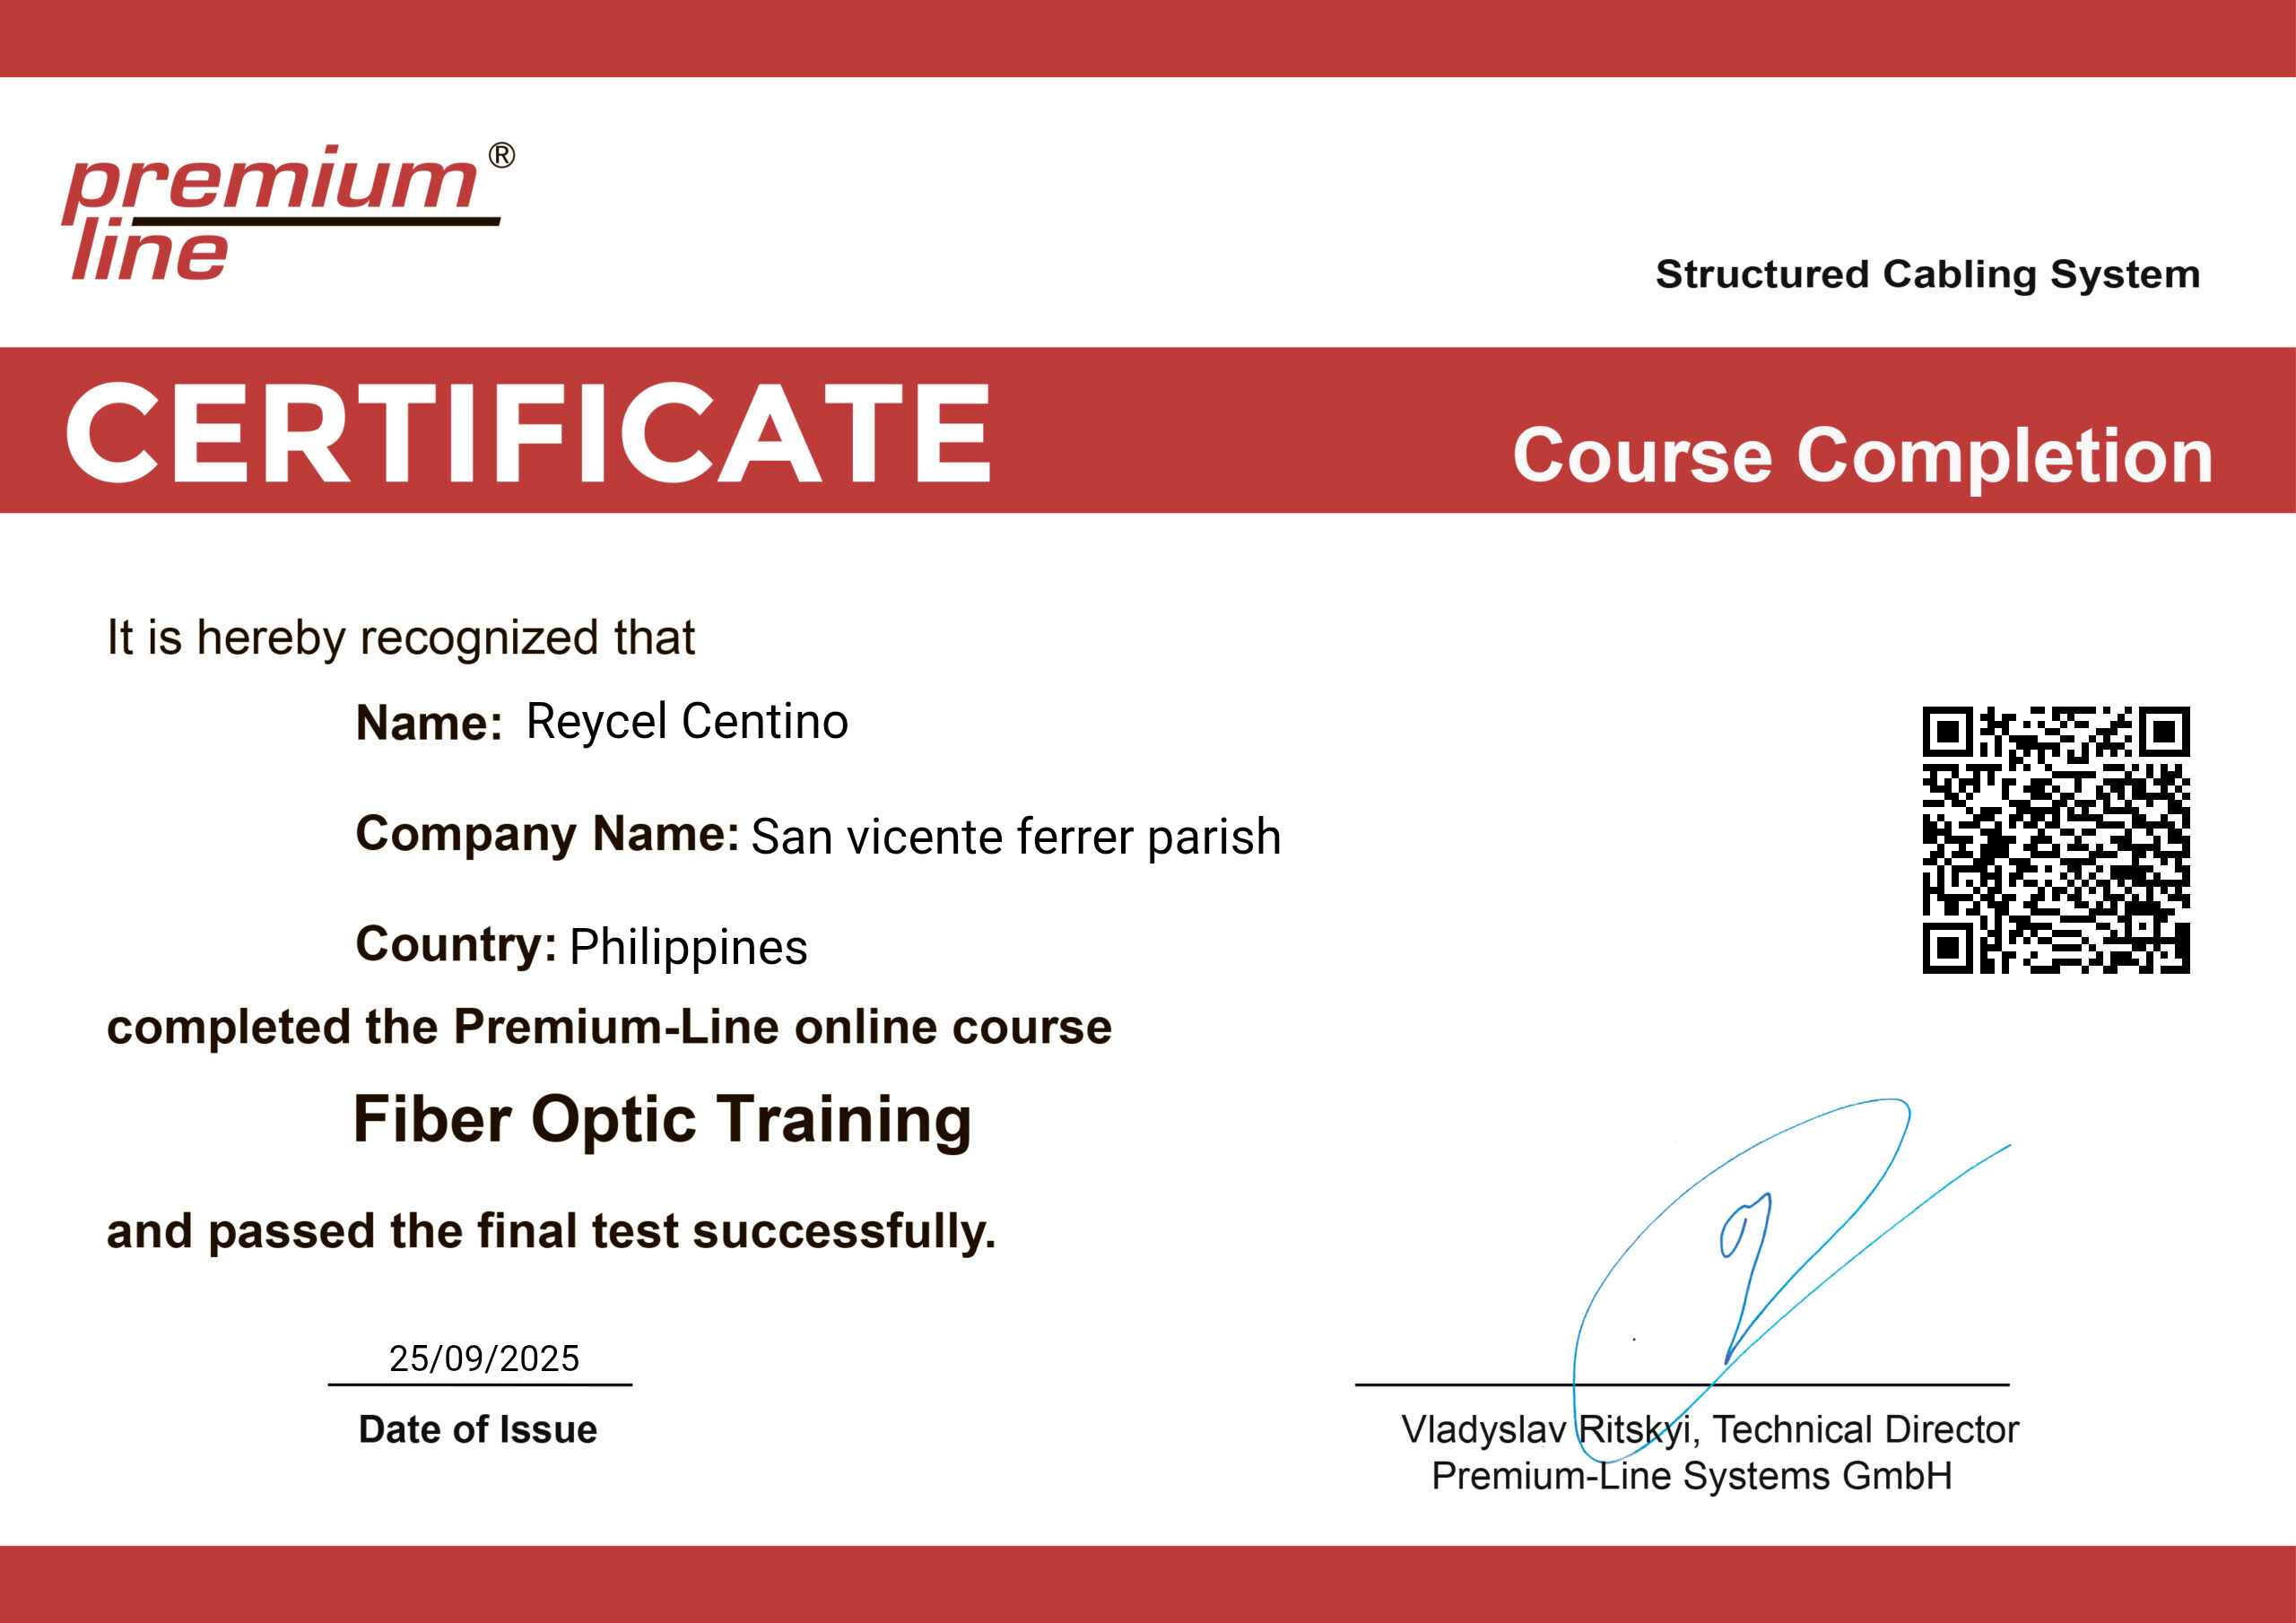 premium®
line
Structured Cabling System
CERTIFICATE
Course Completion
It is hereby recognized that
Name: Reycel Centino
Company Name: San vicente ferrer parish
Country: Philippines
completed the Premium-Line online course
Fiber Optic Training
and passed the final test successfully.
25/09/2025
Date of Issue
Vladyslav Ritskyi, Technical Director
Premium-Line Systems GmbH